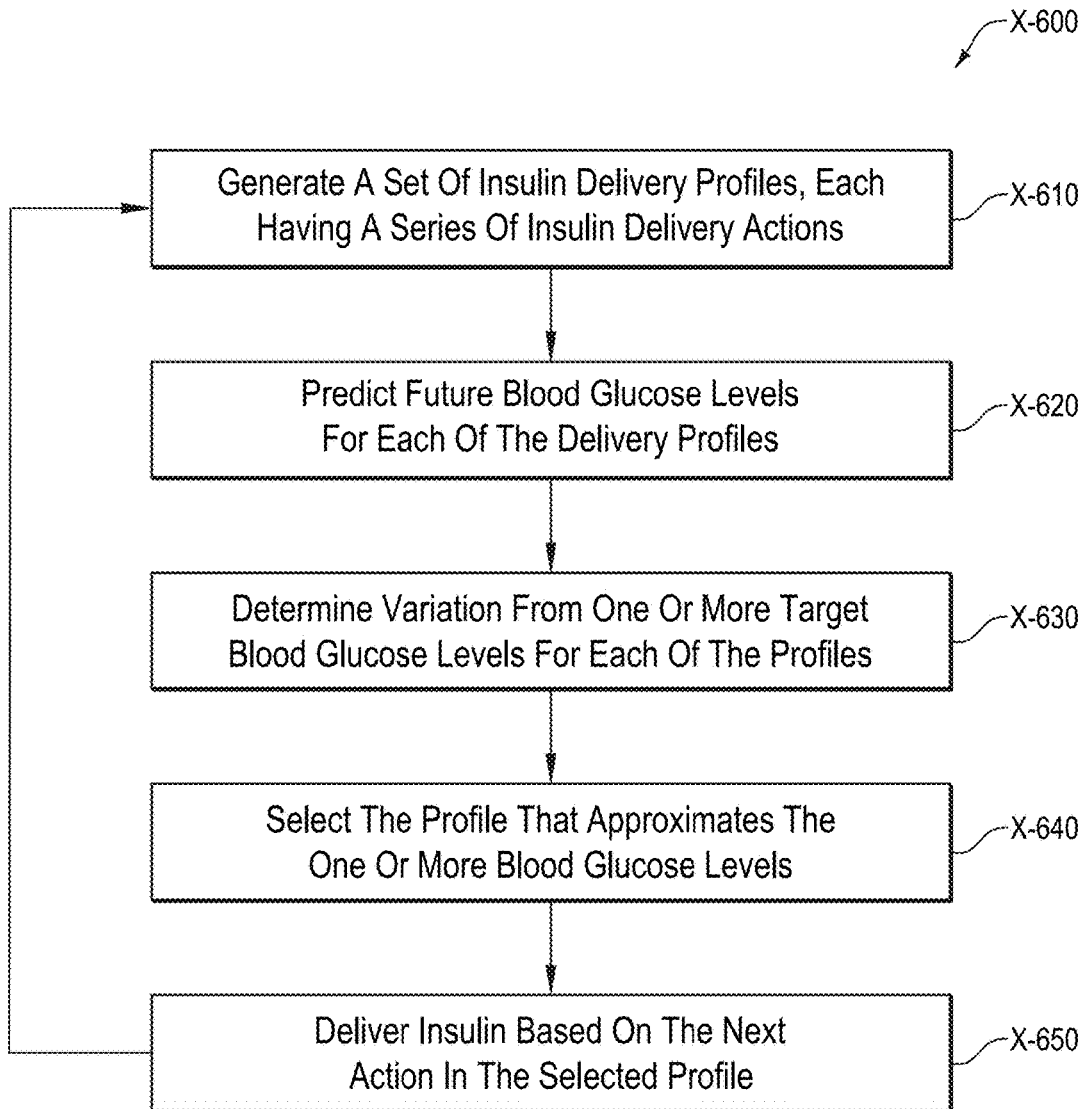 X-600
Generate A Set Of Insulin Delivery Profiles, Each
Having A Series Of Insulin Delivery Actions
X-610
Predict Future Blood Glucose Levels
For Each Of The Delivery Profiles
X-620
Determine Variation From One Or More Target
Blood Glucose Levels For Each Of The Profiles
X-630
Select The Profile That Approximates The
One Or More Blood Glucose Levels
X-640
Deliver Insulin Based On The Next
Action In The Selected Profile
X-650